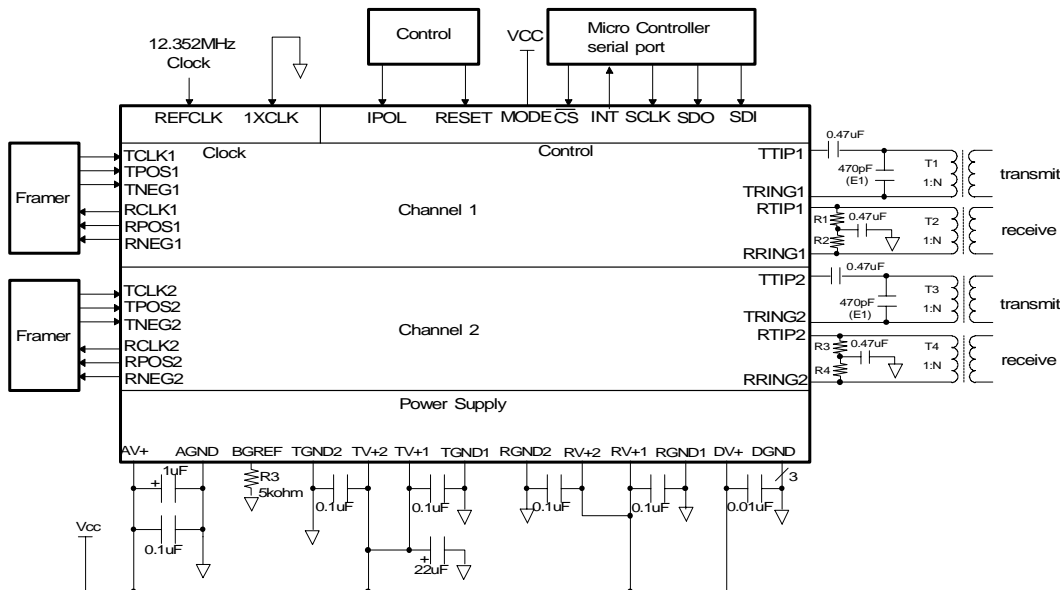 12.352MHz
Clock
Control
VCC
Micro Controller
serial port
REFCLK
1XCLK
IPOL
RESET
MODE
CS
INT
SCLK
SDO
SDI
Clock
Control
Framer
TCLK1
TPOS1
TNEG1
RCLK1
RPOS1
RNEG1
Channel 1
TTIP1
TRING1
RTIP1
RRING1
0.47uF
470pF
(E1)
T1
1:N
transmit
R1
0.47uF
R2
T2
1:N
receive
Framer
TCLK2
TPOS2
TNEG2
RCLK2
RPOS2
RNEG2
Channel 2
TTIP2
TRING2
RTIP2
RRING2
0.47uF
470pF
(E1)
T3
1:N
transmit
R3
0.47uF
R4
T4
1:N
receive
Power Supply
AV+
AGND
BGREF
TGND2
TV+2
TV+1
TGND1
RGND2
RV+2
RV+1
RGND1
DV+
DGND
1uF
+
R3
5kohm
0.1uF
0.1uF
0.1uF
0.1uF
0.01uF
3
Vcc
0.1uF
+
22uF